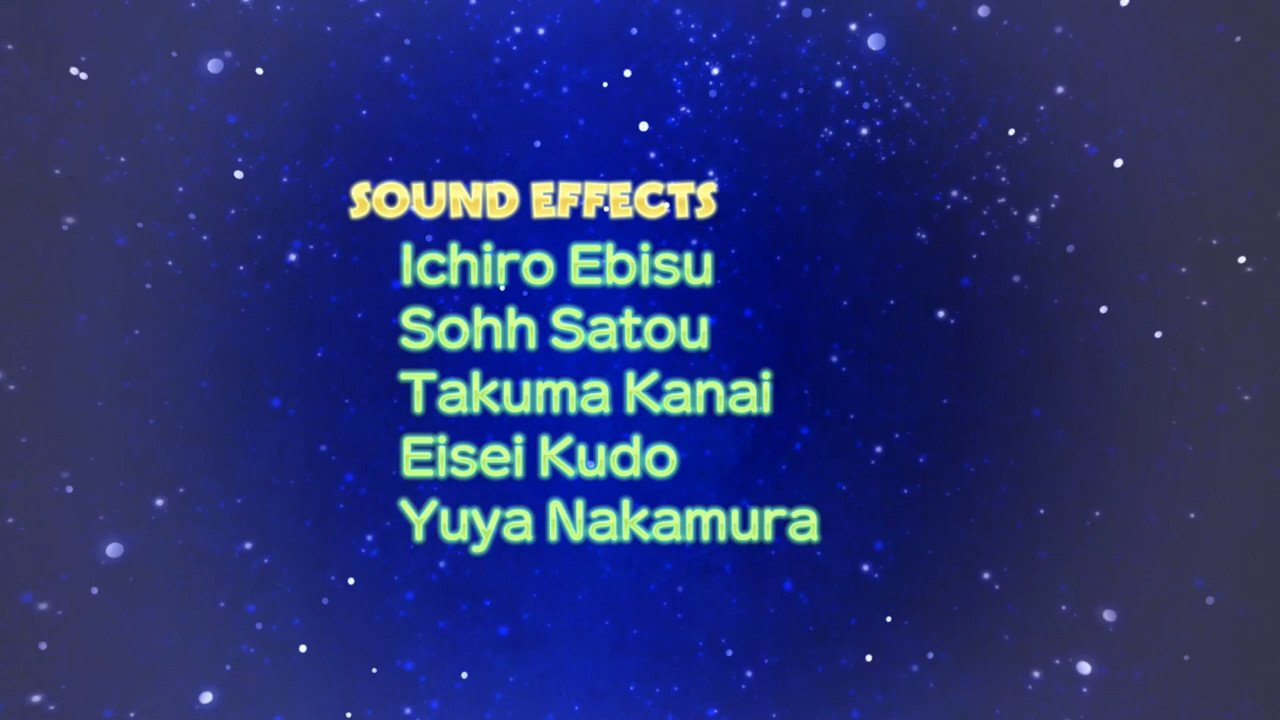 SOUND EFFECTS
Ichiro Ebisu
Sohh Satou
Takuma Kanai
Eisei Kudo
Yuya Nakamura